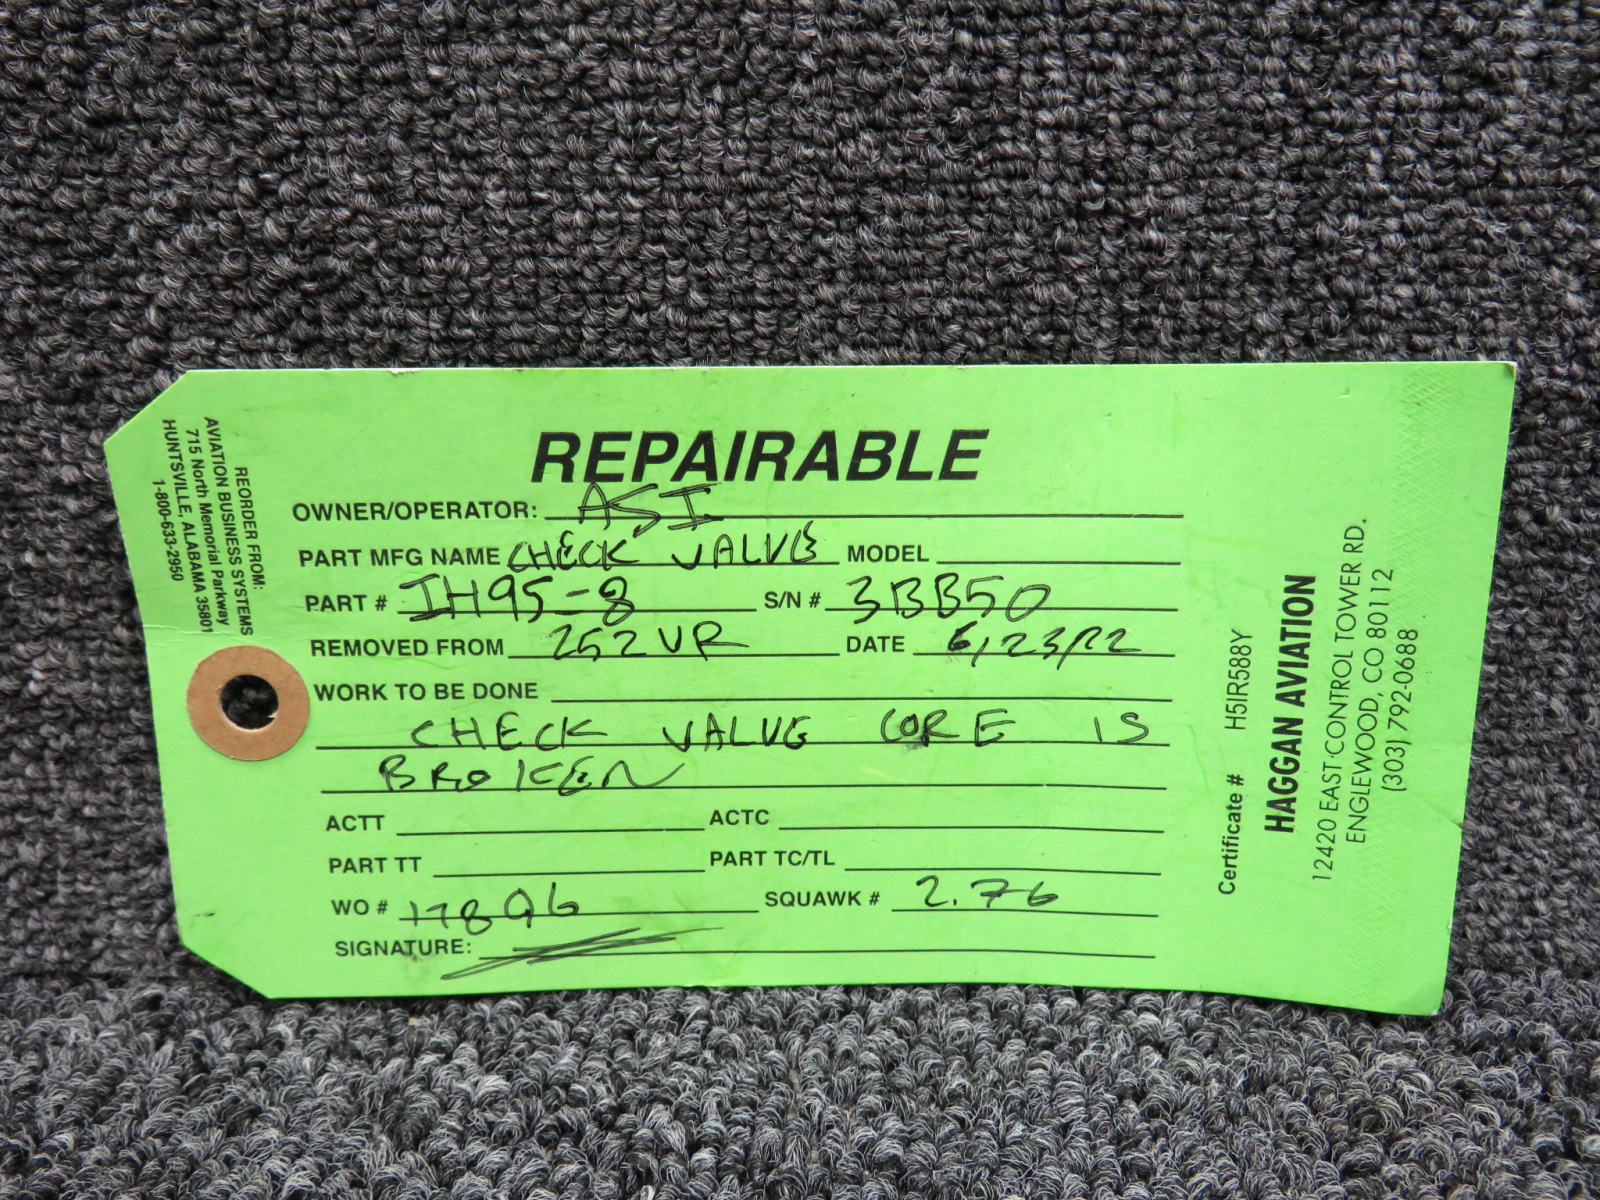 REPAIRABLE
OWNER/OPERATOR: ASI
PART MFG NAME CHECK VALVE MODEL
PART # IH95-8 S/N # 3BB50
REMOVED FROM 252VR DATE 6/23/22
WORK TO BE DONE
CHECK VALVE CORE IS
BROKEN
ACTT ACTC
PART TT PART TC/TL
WO # 17896 SQUAWK # 2.76
SIGNATURE:
REORDER FROM:
AVIATION BUSINESS SYSTEMS
715 North Memorial Parkway
HUNTSVILLE, ALABAMA 35801
1-800-633-2950
Certificate # H5IR588Y
HAGGAN AVIATION
12420 EAST CONTROL TOWER RD.
ENGLEWOOD, CO 80112
(303) 792-0688